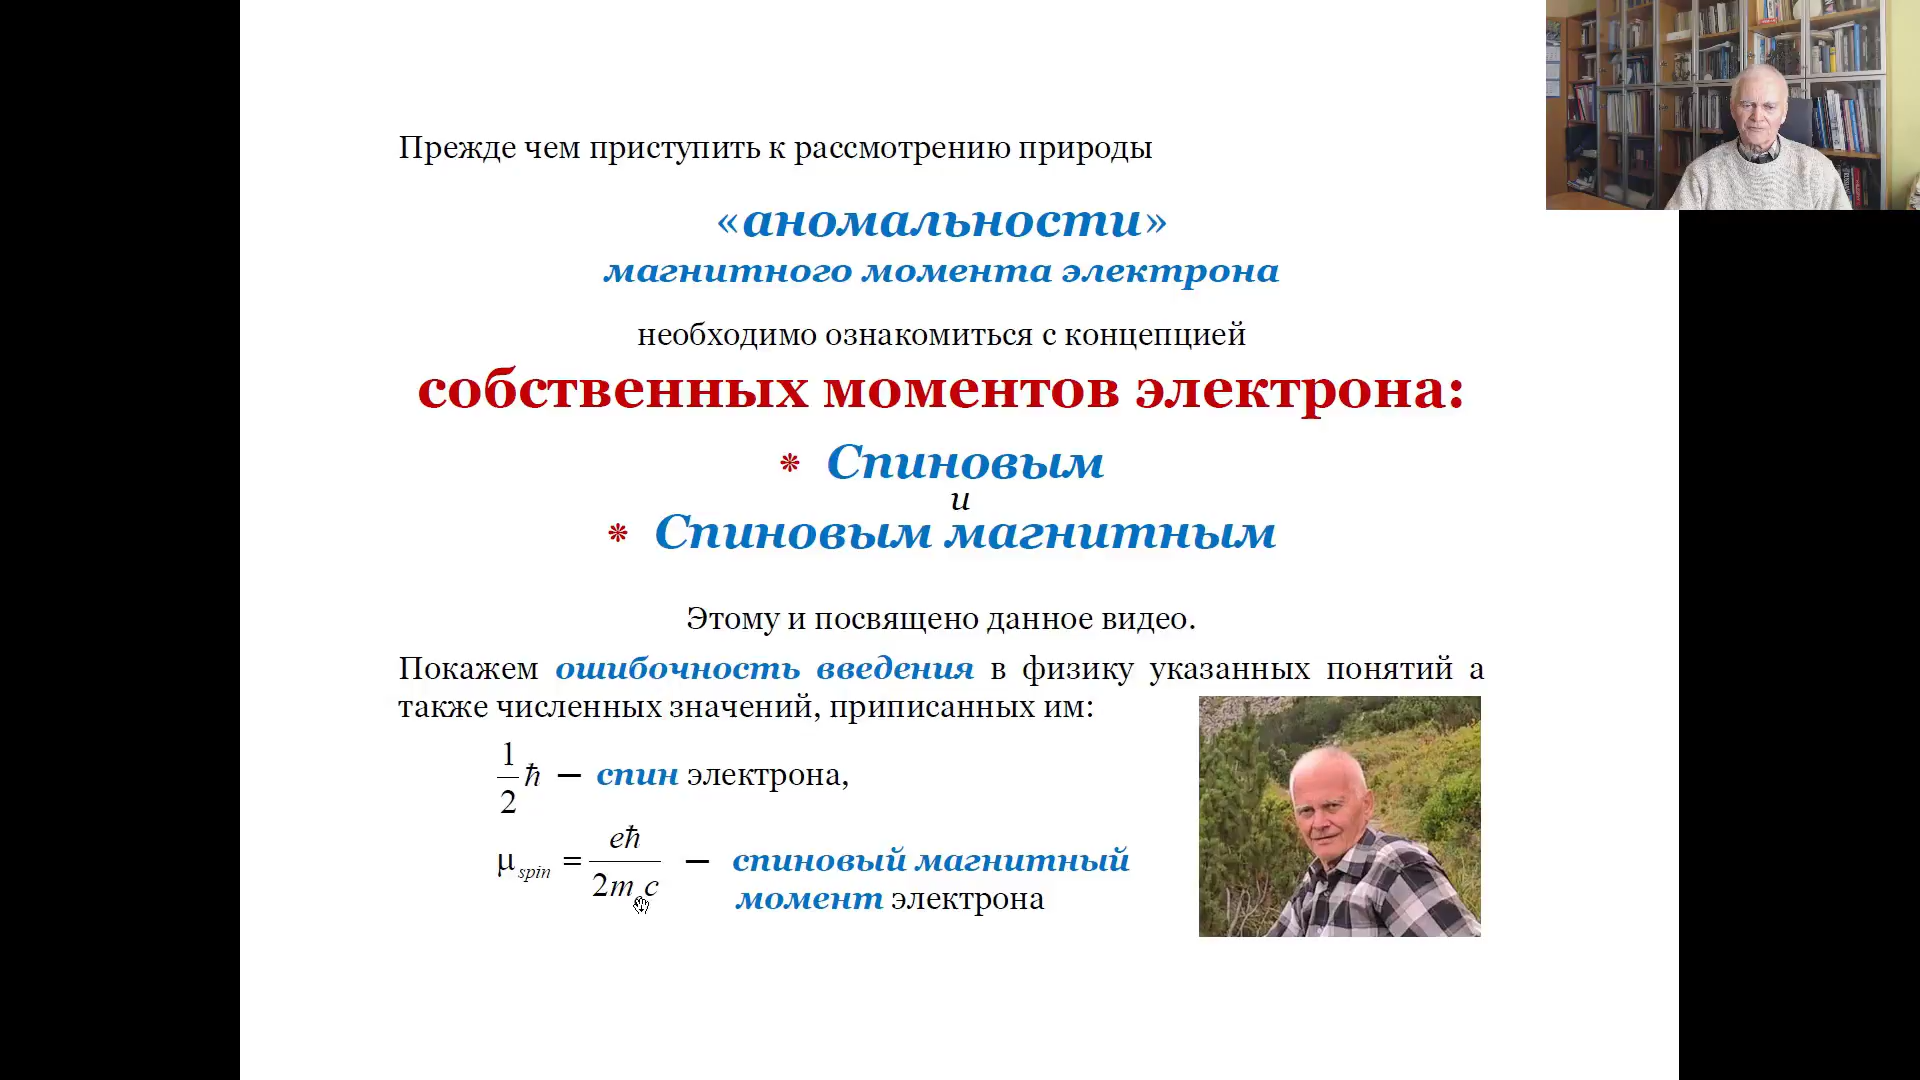 Прежде чем приступить к рассмотрению природы
«аномальности»
магнитного момента электрона
необходимо ознакомиться с концепцией
собственных моментов электрона:
* Спиновым
и
* Спиновым магнитным
Этому и посвящено данное видео.
Покажем ошибочность введения в физику указанных понятий а
также численных значений, приписанных им:
1/2 ħ – спин электрона,
μ spin = eħ / 2m c – спиновый магнитный
момент электрона